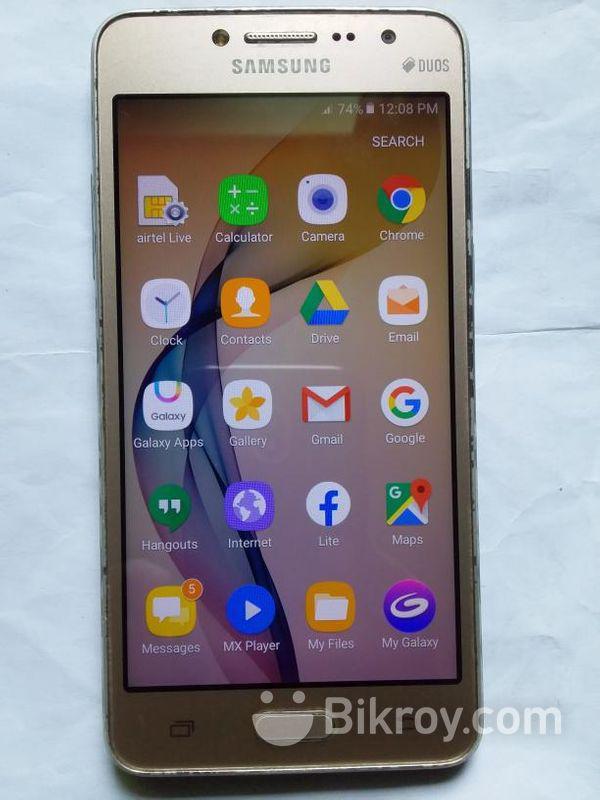 SAMSUNG
DUOS
74% 12:08 PM
SEARCH
airtel Live Calculator Camera Chrome
Clock Contacts Drive Email
Galaxy
Galaxy Apps Gallery Gmail Google
G
Hangouts Internet Lite Maps
5
Messages MX Player My Files My Galaxy
Bikroy.com